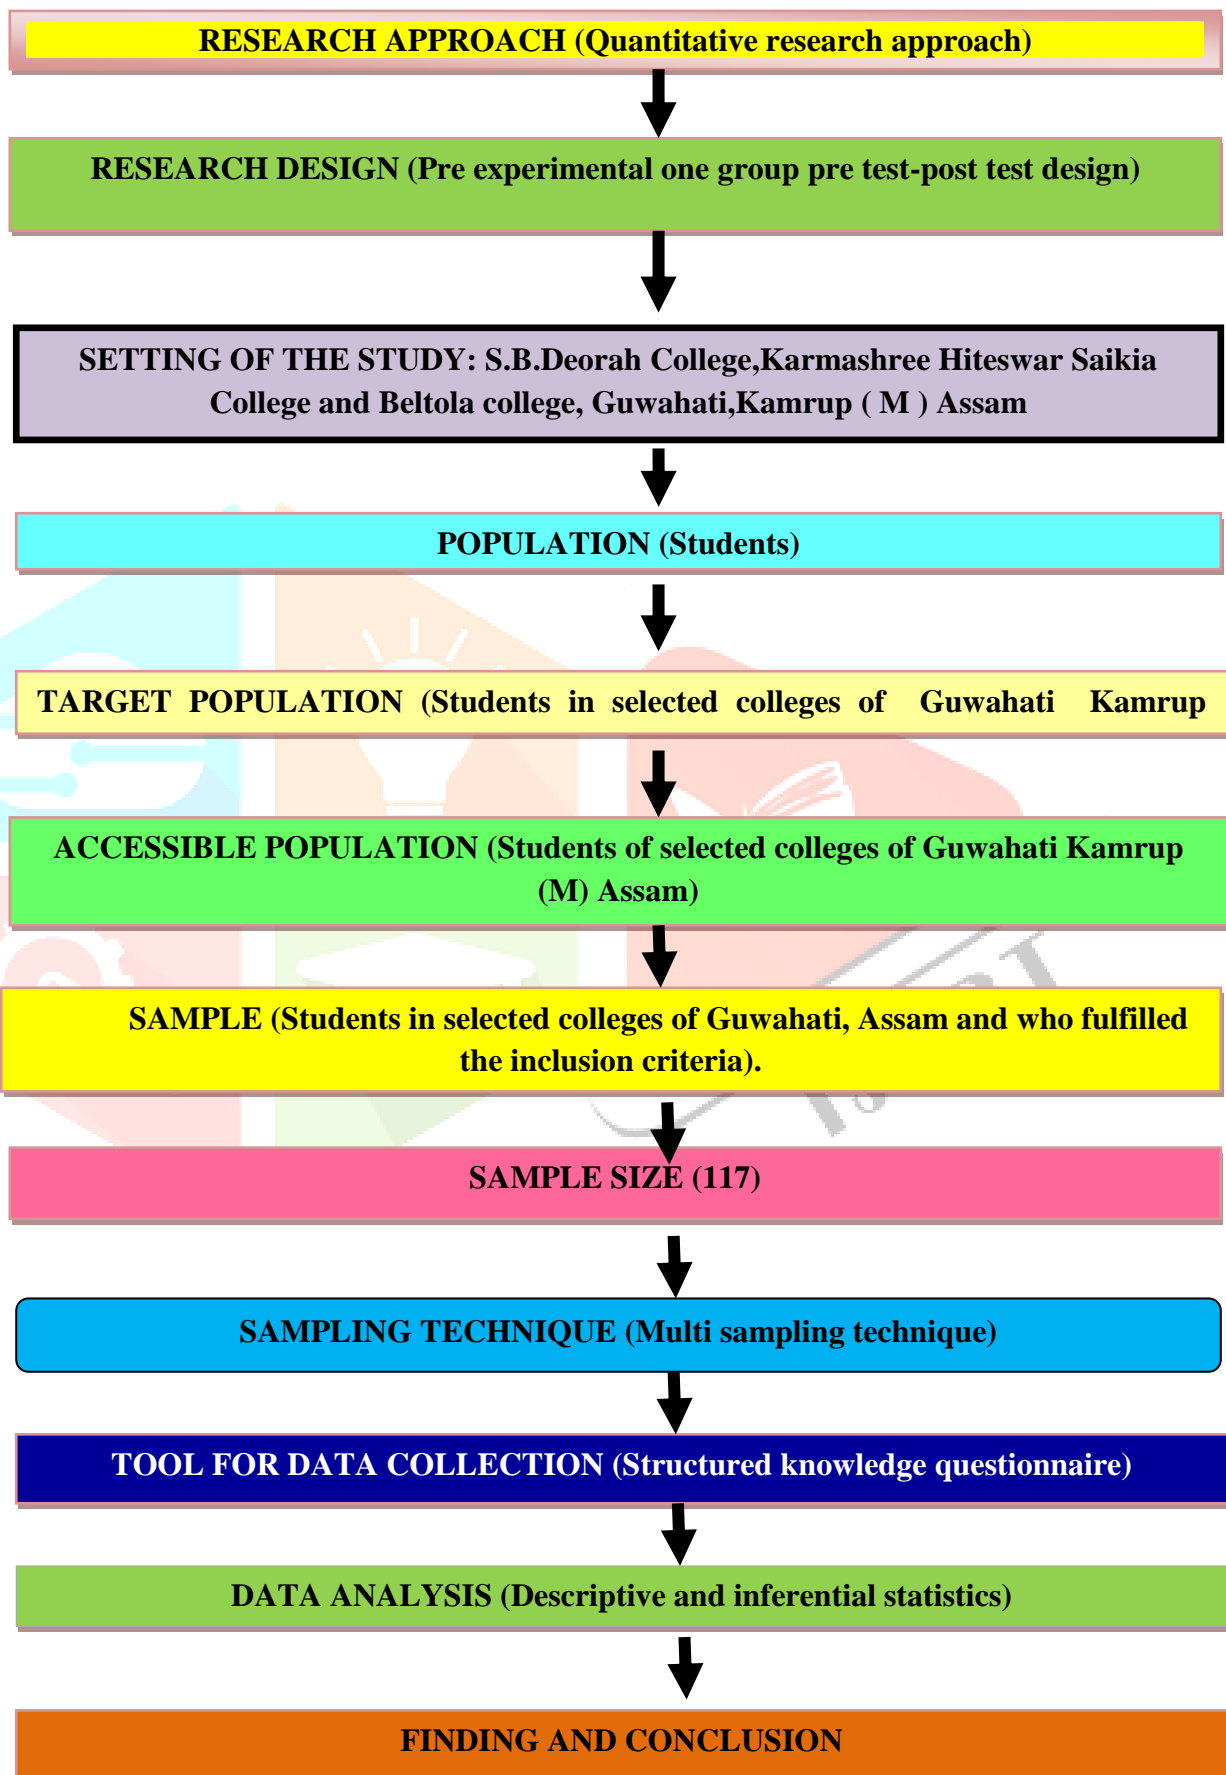 RESEARCH APPROACH (Quantitative research approach)
RESEARCH DESIGN (Pre experimental one group pre test-post test design)
SETTING OF THE STUDY: S.B.Deorah College,Karmashree Hiteswar Saikia
College and Beltola college, Guwahati,Kamrup ( M ) Assam
POPULATION (Students)
TARGET POPULATION (Students in selected colleges of Guwahati Kamrup
ACCESSIBLE POPULATION (Students of selected colleges of Guwahati Kamrup
(M) Assam)
SAMPLE (Students in selected colleges of Guwahati, Assam and who fulfilled
the inclusion criteria).
SAMPLE SIZE (117)
SAMPLING TECHNIQUE (Multi sampling technique)
TOOL FOR DATA COLLECTION (Structured knowledge questionnaire)
DATA ANALYSIS (Descriptive and inferential statistics)
FINDING AND CONCLUSION